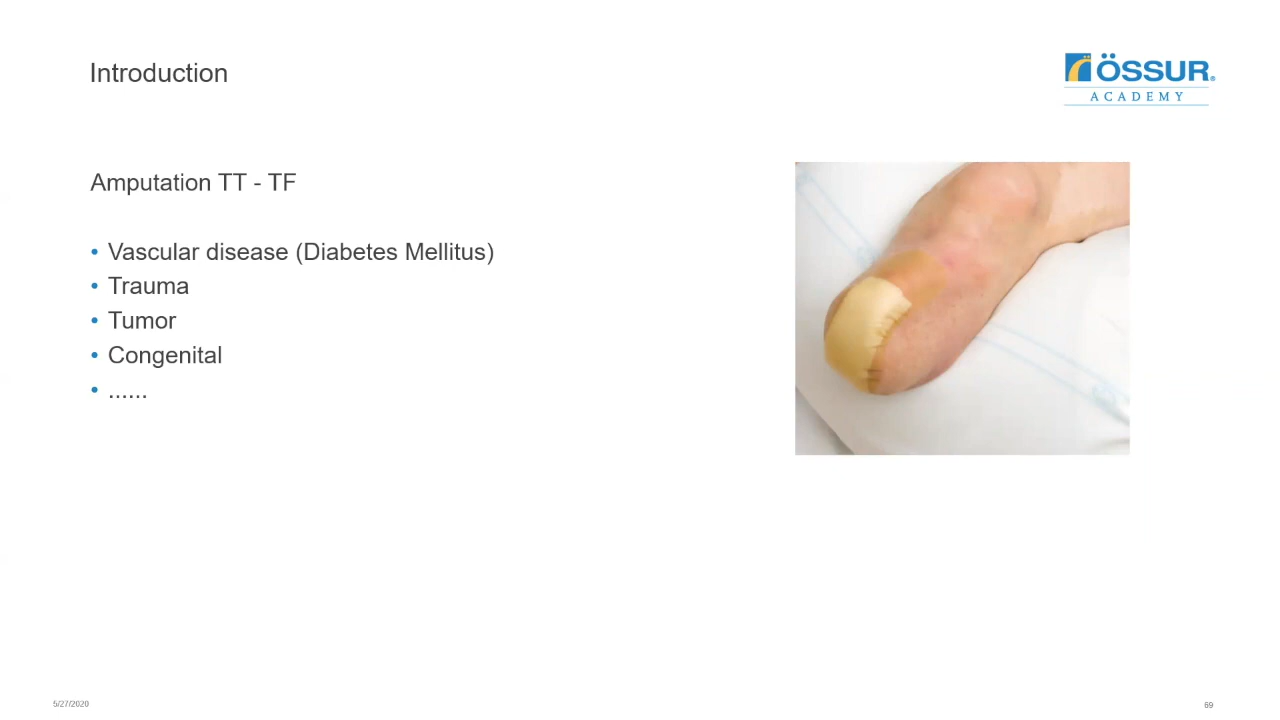 Introduction
ÖSSUR®
ACADEMY
Amputation TT - TF
• Vascular disease (Diabetes Mellitus)
• Trauma
• Tumor
• Congenital
• ......
5/27/2020
69